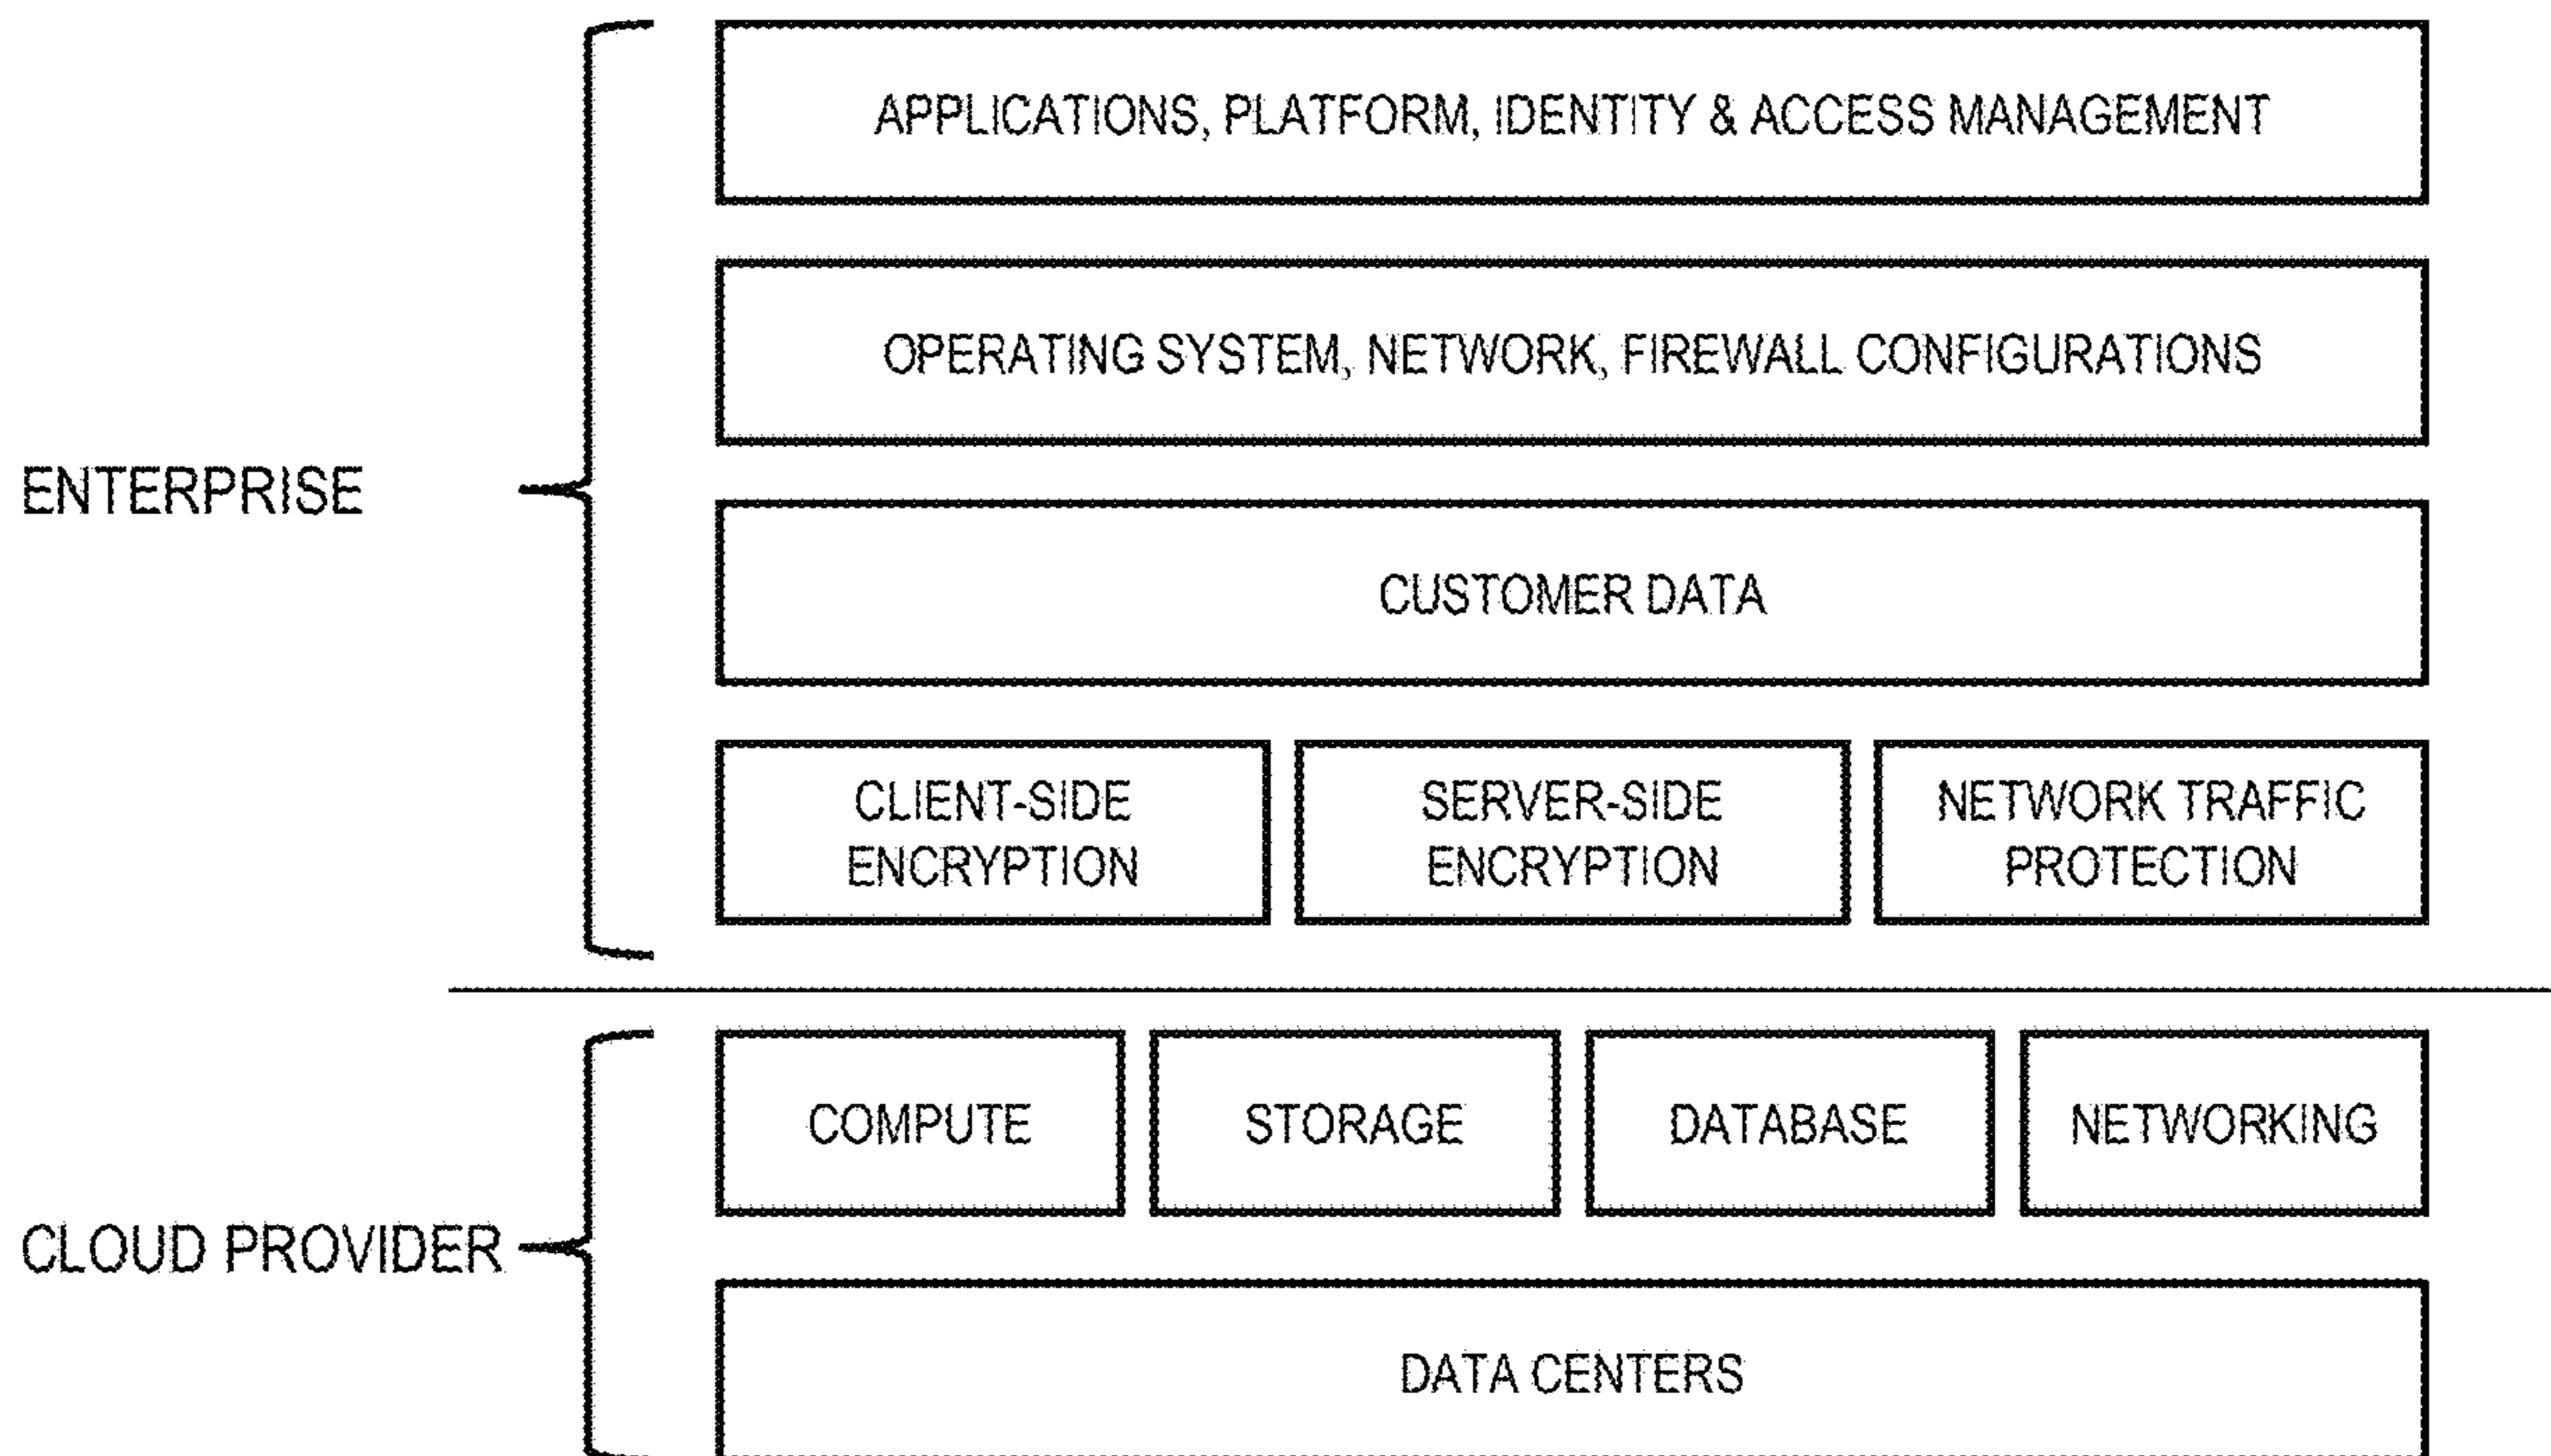 APPLICATIONS, PLATFORM, IDENTITY & ACCESS MANAGEMENT
OPERATING SYSTEM, NETWORK, FIREWALL CONFIGURATIONS
ENTERPRISE
CUSTOMER DATA
CLIENT-SIDE
ENCRYPTION
SERVER-SIDE
ENCRYPTION
NETWORK TRAFFIC
PROTECTION
COMPUTE
STORAGE
DATABASE
NETWORKING
CLOUD PROVIDER
DATA CENTERS